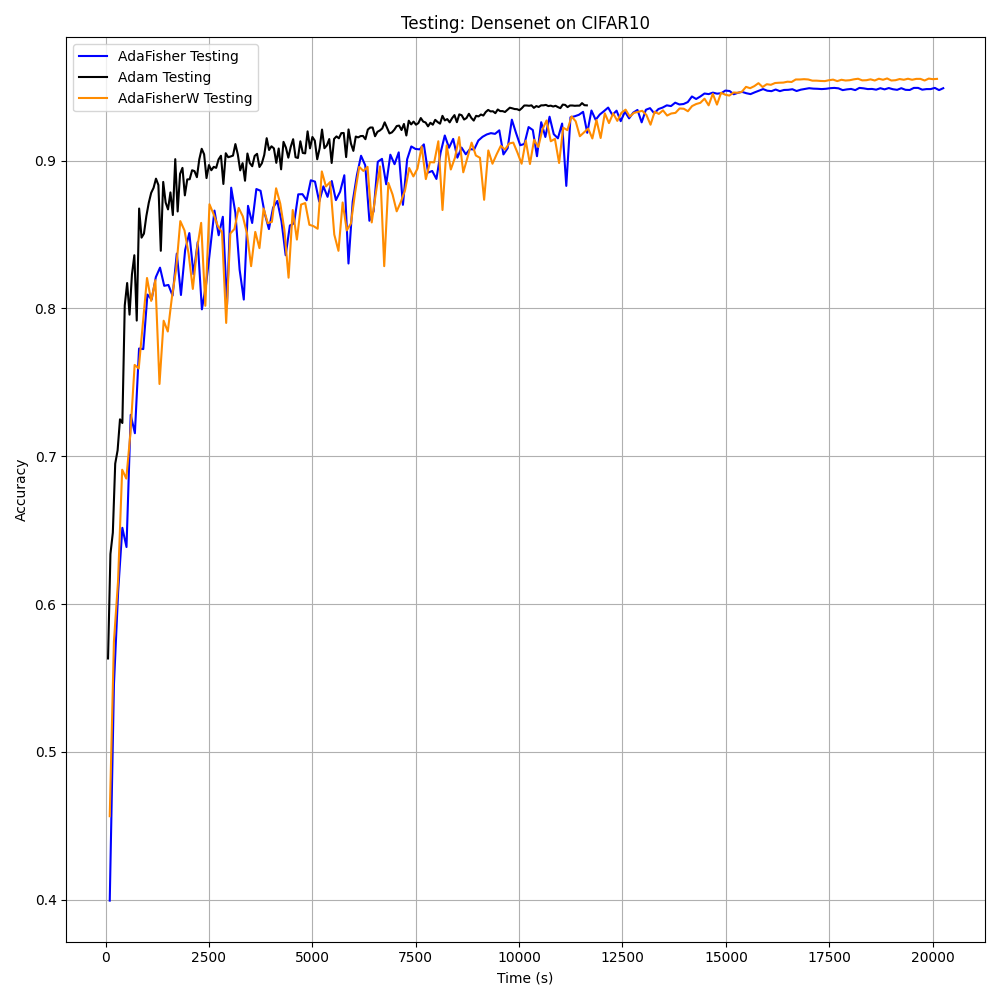 Testing: Densenet on CIFAR10
AdaFisher Testing
Adam Testing
AdaFisherW Testing
0.9
0.8
0.7
0.6
0.5
0.4
Accuracy
0
2500
5000
7500
10000
12500
15000
17500
20000
Time (s)